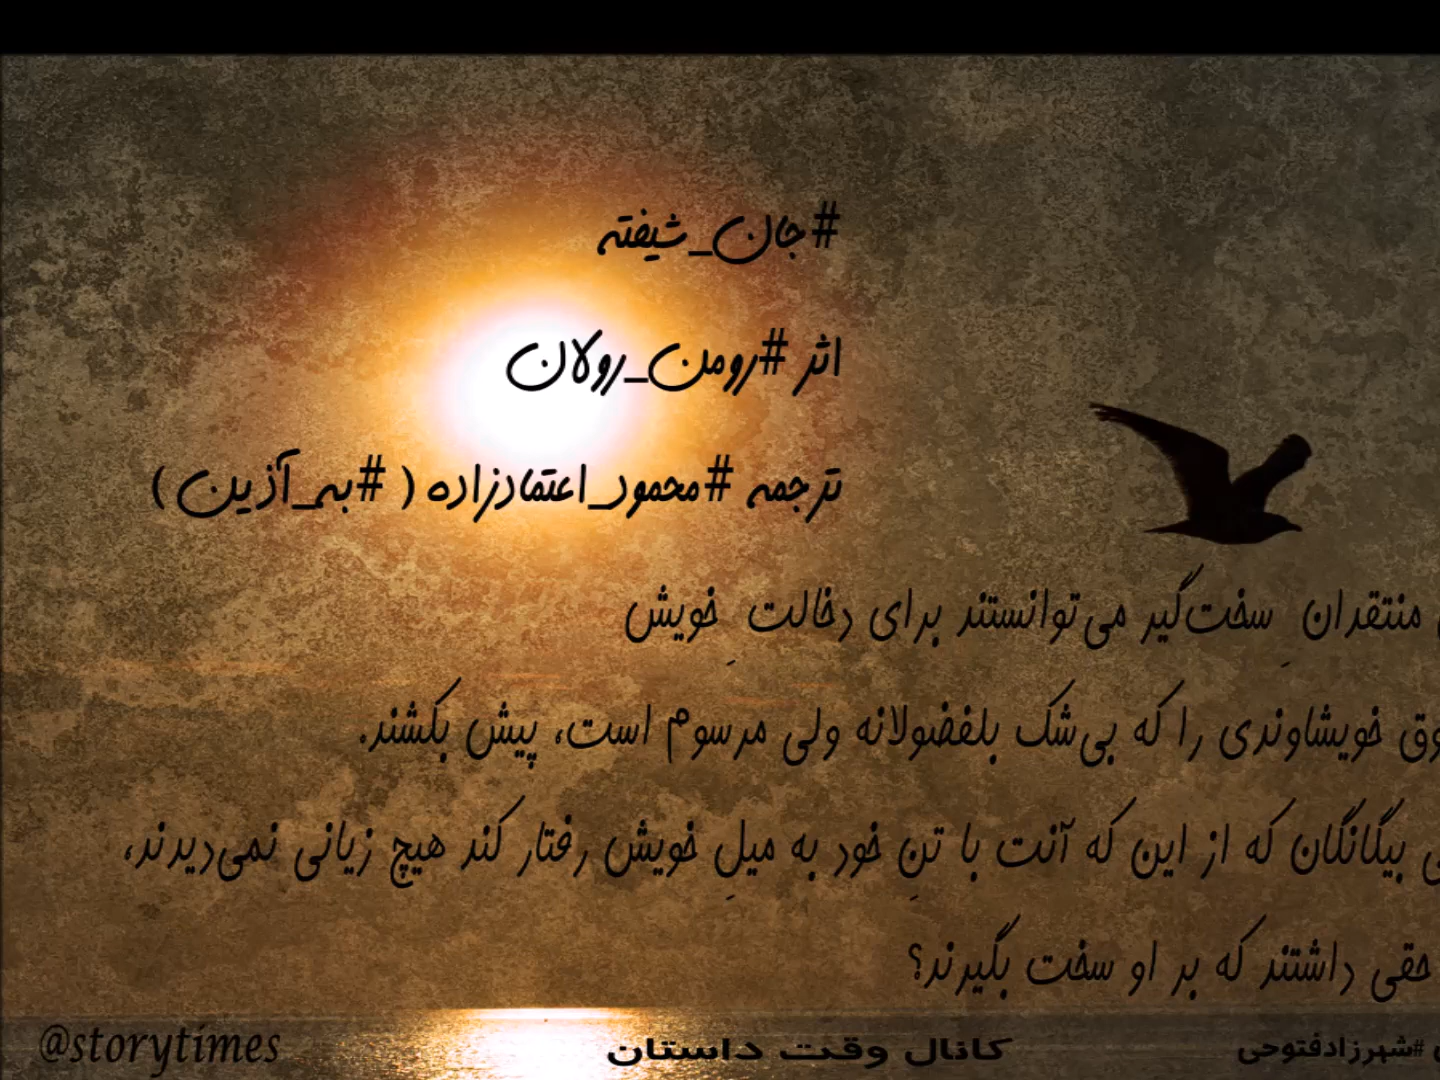 #جان_شیفته
اثر #رومن_رولان
ترجمه #محمود_اعتمادزاده ( #به_آذین )
منتقدانِ سخت‌گیر می‌توانستند برای دخالتِ خویش
خویشاوندی را که بی‌شک بلفضولانه ولی مرسوم است، پیش بکشند.
بیگانگان که از این که آنت با تنِ خود به میلِ خویش رفتار کند هیچ زیانی نمی‌دیدند،
حقی داشتند که بر او سخت بگیرند؟
#شهرزادفتوحی
کانال وقت داستان
@storytimes